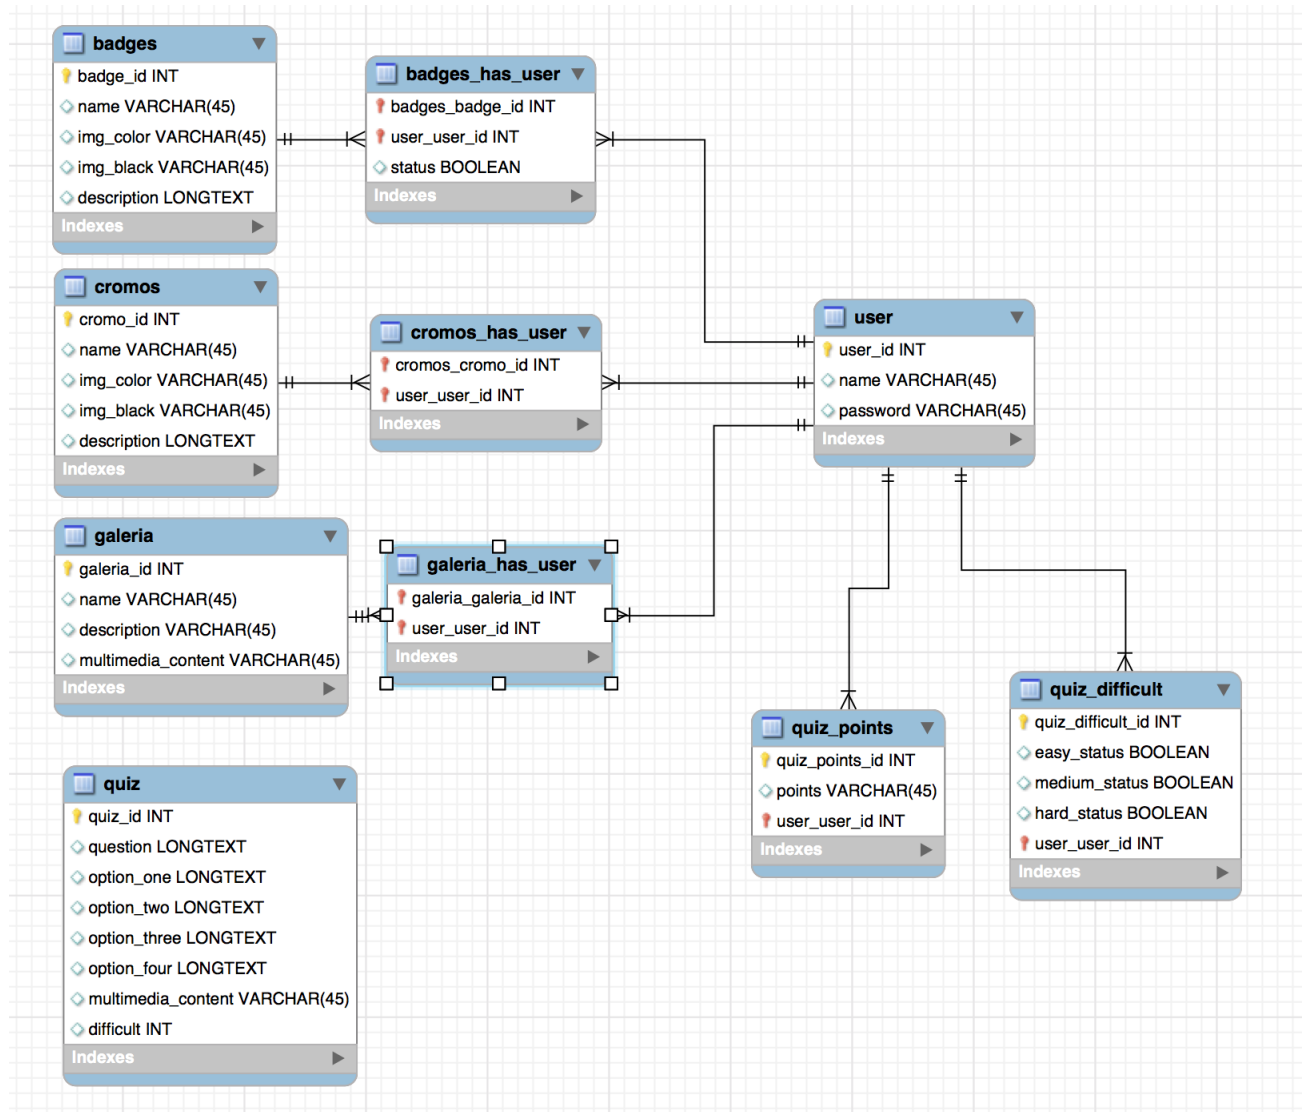 badges
badge_id INT
name VARCHAR(45)
img_color VARCHAR(45)
img_black VARCHAR(45)
description LONGTEXT
Indexes
badges_has_user
badges_badge_id INT
user_user_id INT
status BOOLEAN
Indexes
cromos
cromo_id INT
name VARCHAR(45)
img_color VARCHAR(45)
img_black VARCHAR(45)
description LONGTEXT
Indexes
cromos_has_user
cromos_cromo_id INT
user_user_id INT
Indexes
user
user_id INT
name VARCHAR(45)
password VARCHAR(45)
Indexes
galeria
galeria_id INT
name VARCHAR(45)
description VARCHAR(45)
multimedia_content VARCHAR(45)
Indexes
galeria_has_user
galeria_galeria_id INT
user_user_id INT
Indexes
quiz_points
quiz_points_id INT
points VARCHAR(45)
user_user_id INT
Indexes
quiz_difficult
quiz_difficult_id INT
easy_status BOOLEAN
medium_status BOOLEAN
hard_status BOOLEAN
user_user_id INT
Indexes
quiz
quiz_id INT
question LONGTEXT
option_one LONGTEXT
option_two LONGTEXT
option_three LONGTEXT
option_four LONGTEXT
multimedia_content VARCHAR(45)
difficult INT
Indexes